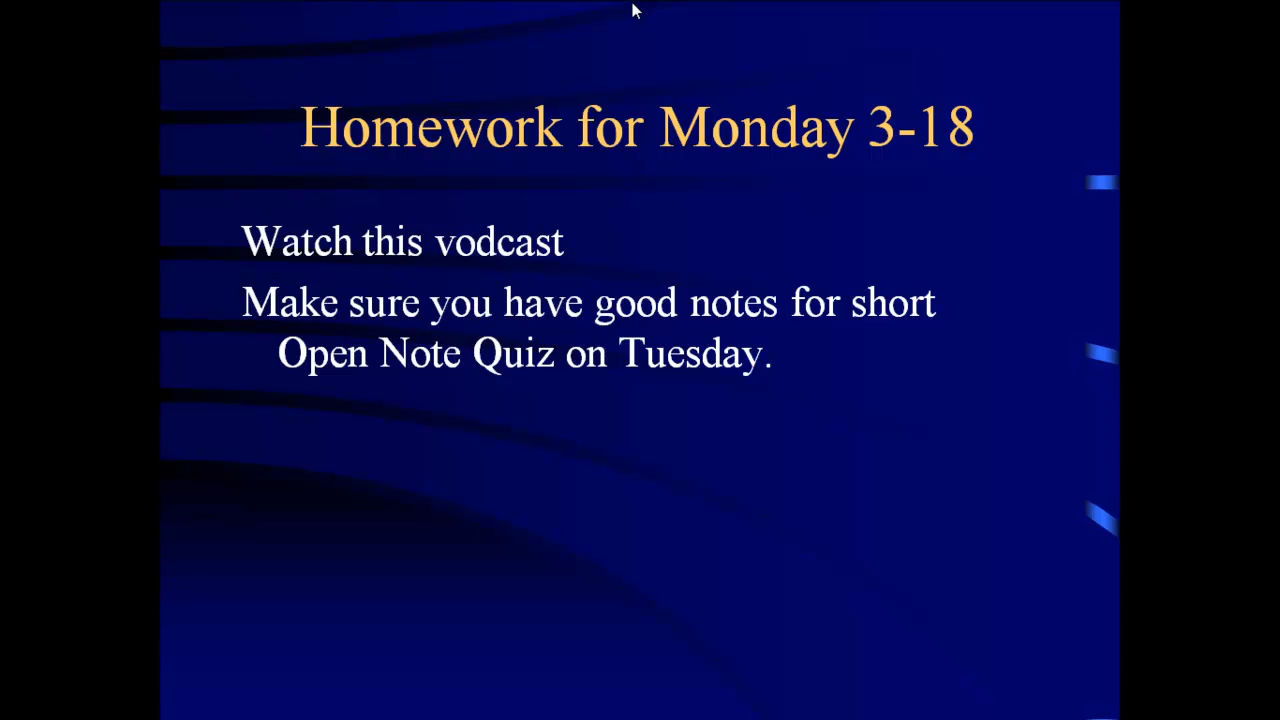 Homework for Monday 3-18
Watch this vodcast
Make sure you have good notes for short
Open Note Quiz on Tuesday.